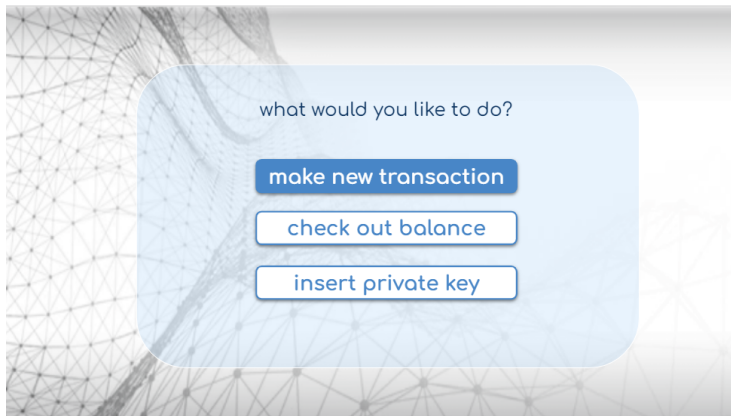 what would you like to do?
make new transaction
check out balance
insert private key